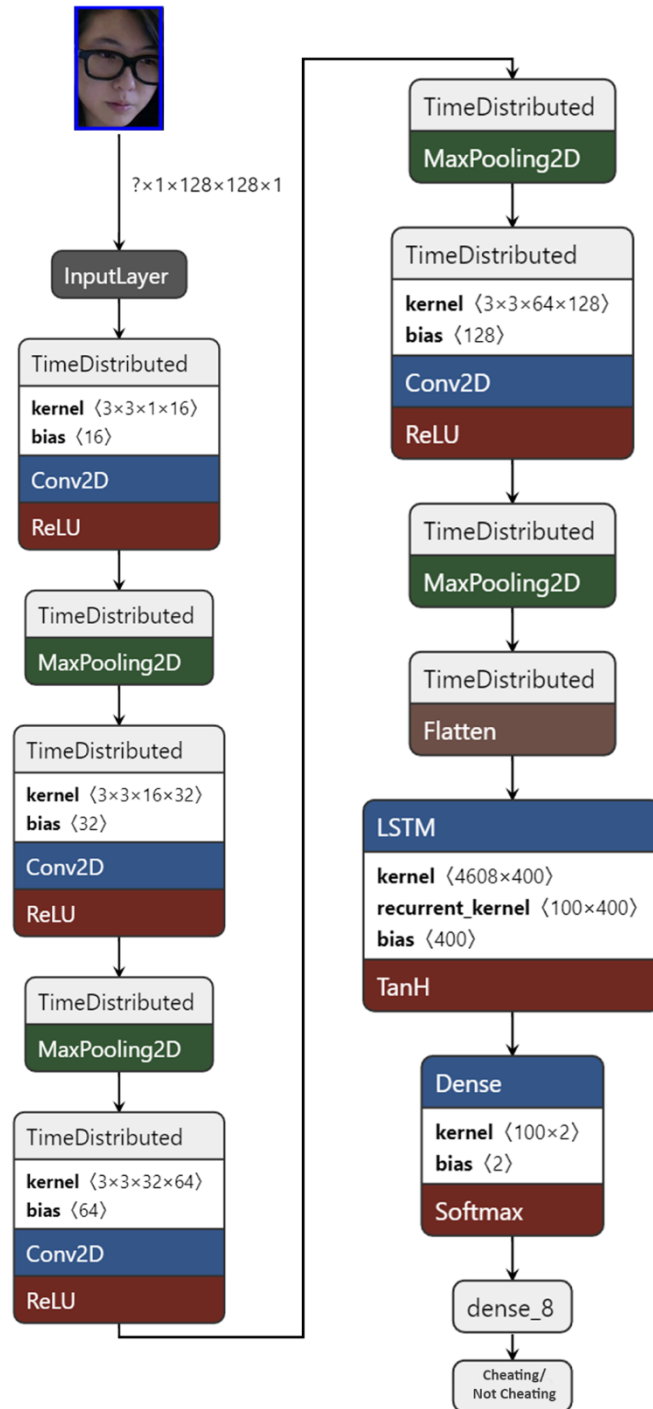 ?×1×128×128×1
InputLayer
TimeDistributed
kernel 〈3×3×1×16〉
bias 〈16〉
Conv2D
ReLU
TimeDistributed
MaxPooling2D
TimeDistributed
kernel 〈3×3×16×32〉
bias 〈32〉
Conv2D
ReLU
TimeDistributed
MaxPooling2D
TimeDistributed
kernel 〈3×3×32×64〉
bias 〈64〉
Conv2D
ReLU
TimeDistributed
MaxPooling2D
TimeDistributed
kernel 〈3×3×64×128〉
bias 〈128〉
Conv2D
ReLU
TimeDistributed
MaxPooling2D
TimeDistributed
Flatten
LSTM
kernel 〈4608×400〉
recurrent_kernel 〈100×400〉
bias 〈400〉
TanH
Dense
kernel 〈100×2〉
bias 〈2〉
Softmax
dense_8
Cheating/
Not Cheating